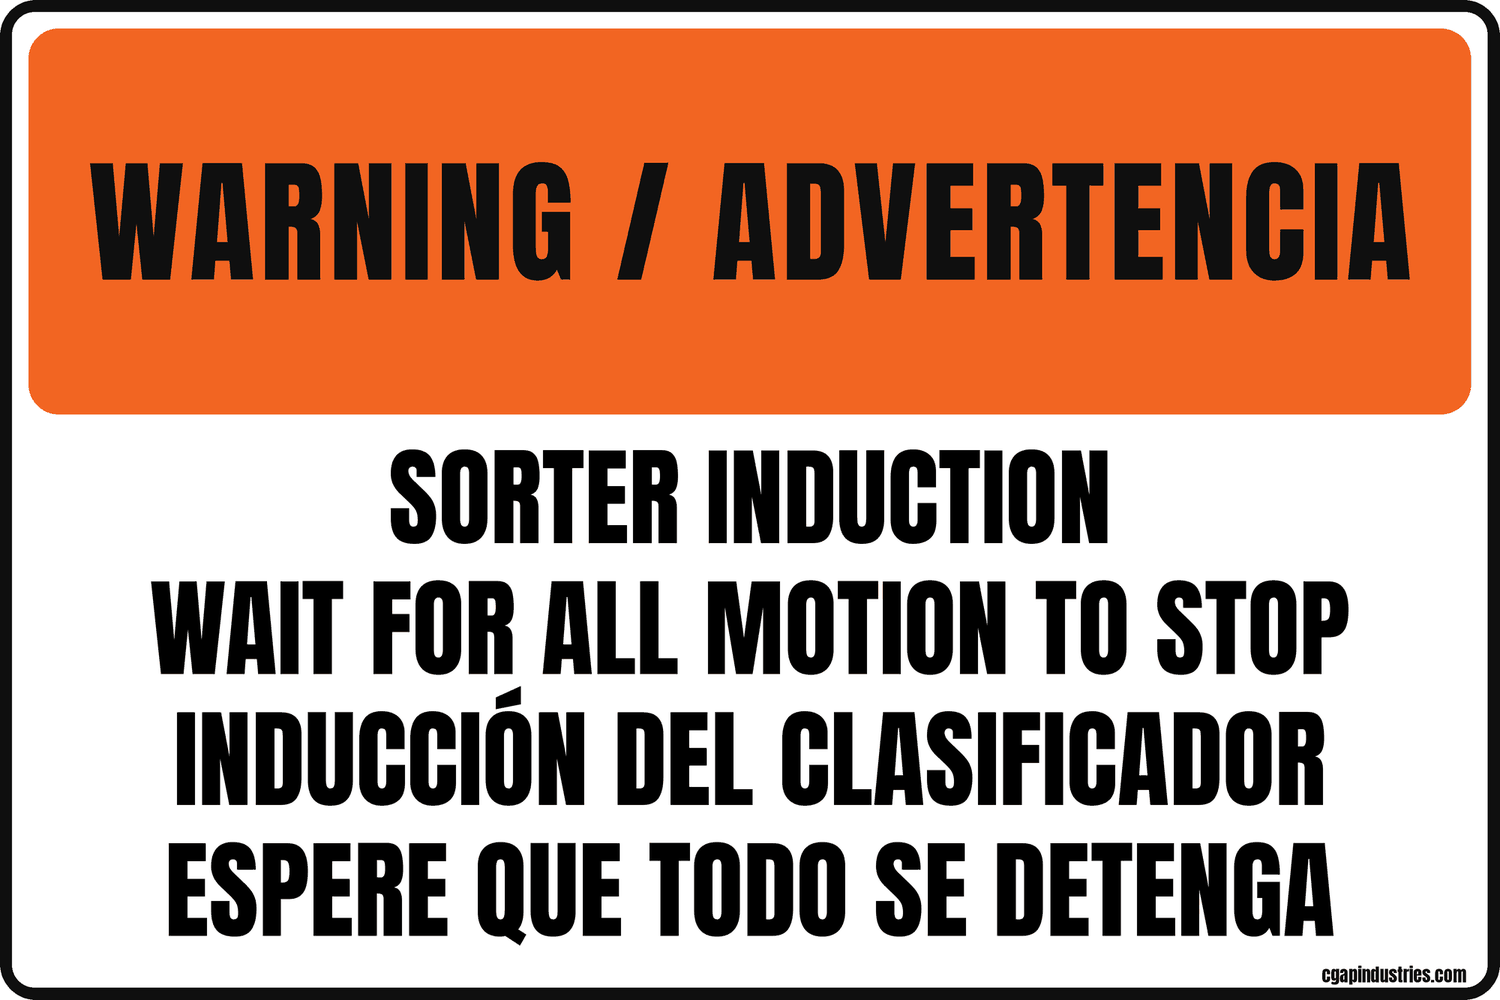 WARNING / ADVERTENCIA
SORTER INDUCTION
WAIT FOR ALL MOTION TO STOP
INDUCCIÓN DEL CLASIFICADOR
ESPERE QUE TODO SE DETENGA
cgapindustries.com